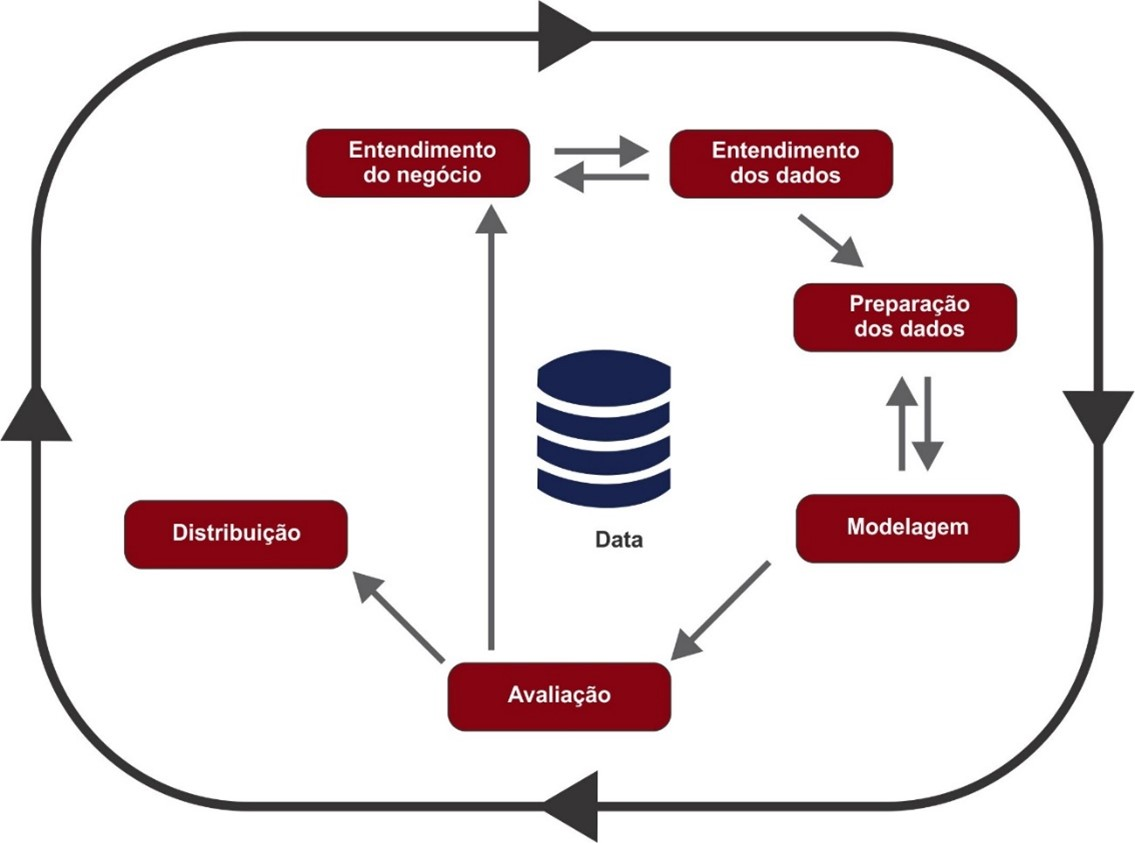 Entendimento
do negócio
Entendimento
dos dados
Preparação
dos dados
Data
Distribuição
Modelagem
Avaliação